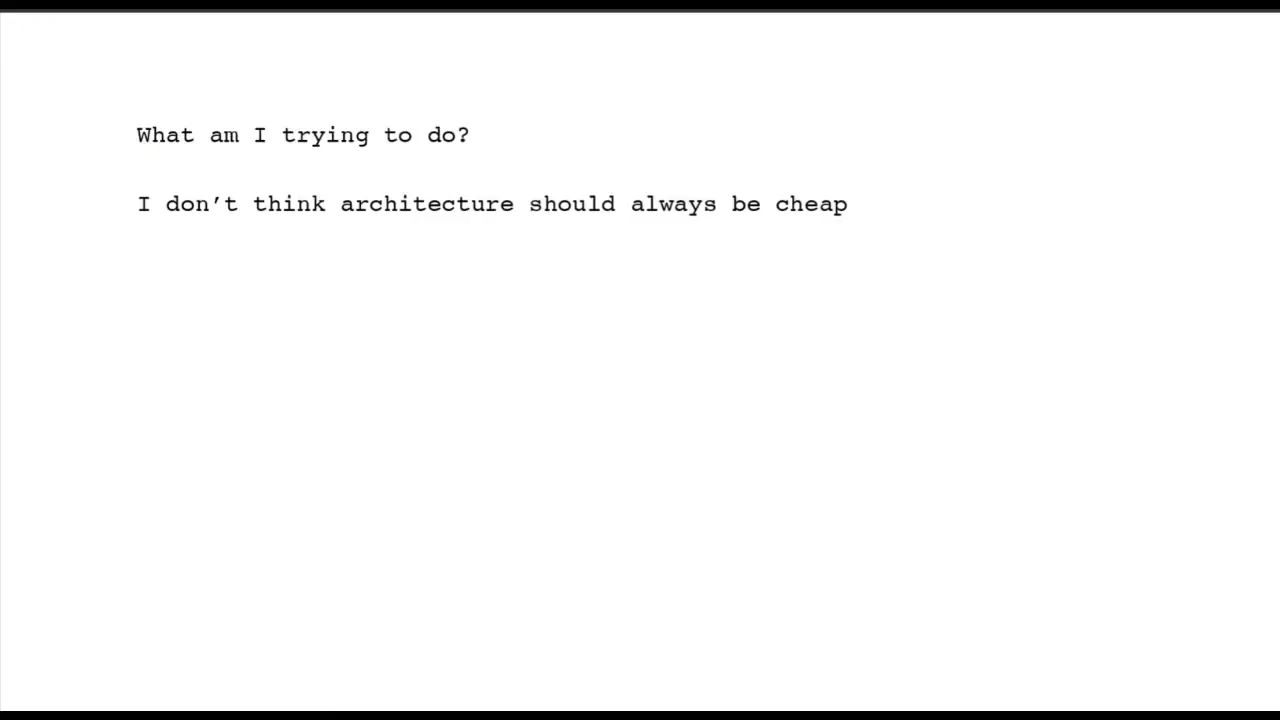 What am I trying to do?
I don’t think architecture should always be cheap